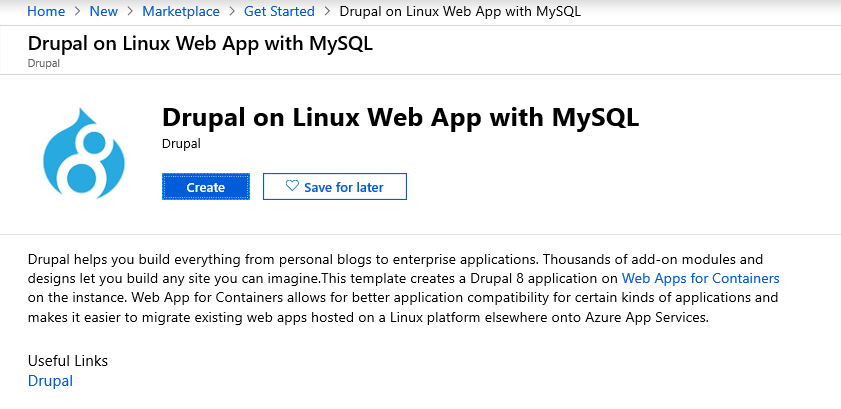 Home > New > Marketplace > Get Started > Drupal on Linux Web App with MySQL
Drupal on Linux Web App with MySQL
Drupal
8
Drupal on Linux Web App with MySQL
Drupal
Create
Save for later
Drupal helps you build everything from personal blogs to enterprise applications. Thousands of add-on modules and
designs let you build any site you can imagine.This template creates a Drupal 8 application on Web Apps for Containers
on the instance. Web App for Containers allows for better application compatibility for certain kinds of applications and
makes it easier to migrate existing web apps hosted on a Linux platform elsewhere onto Azure App Services.
Useful Links
Drupal